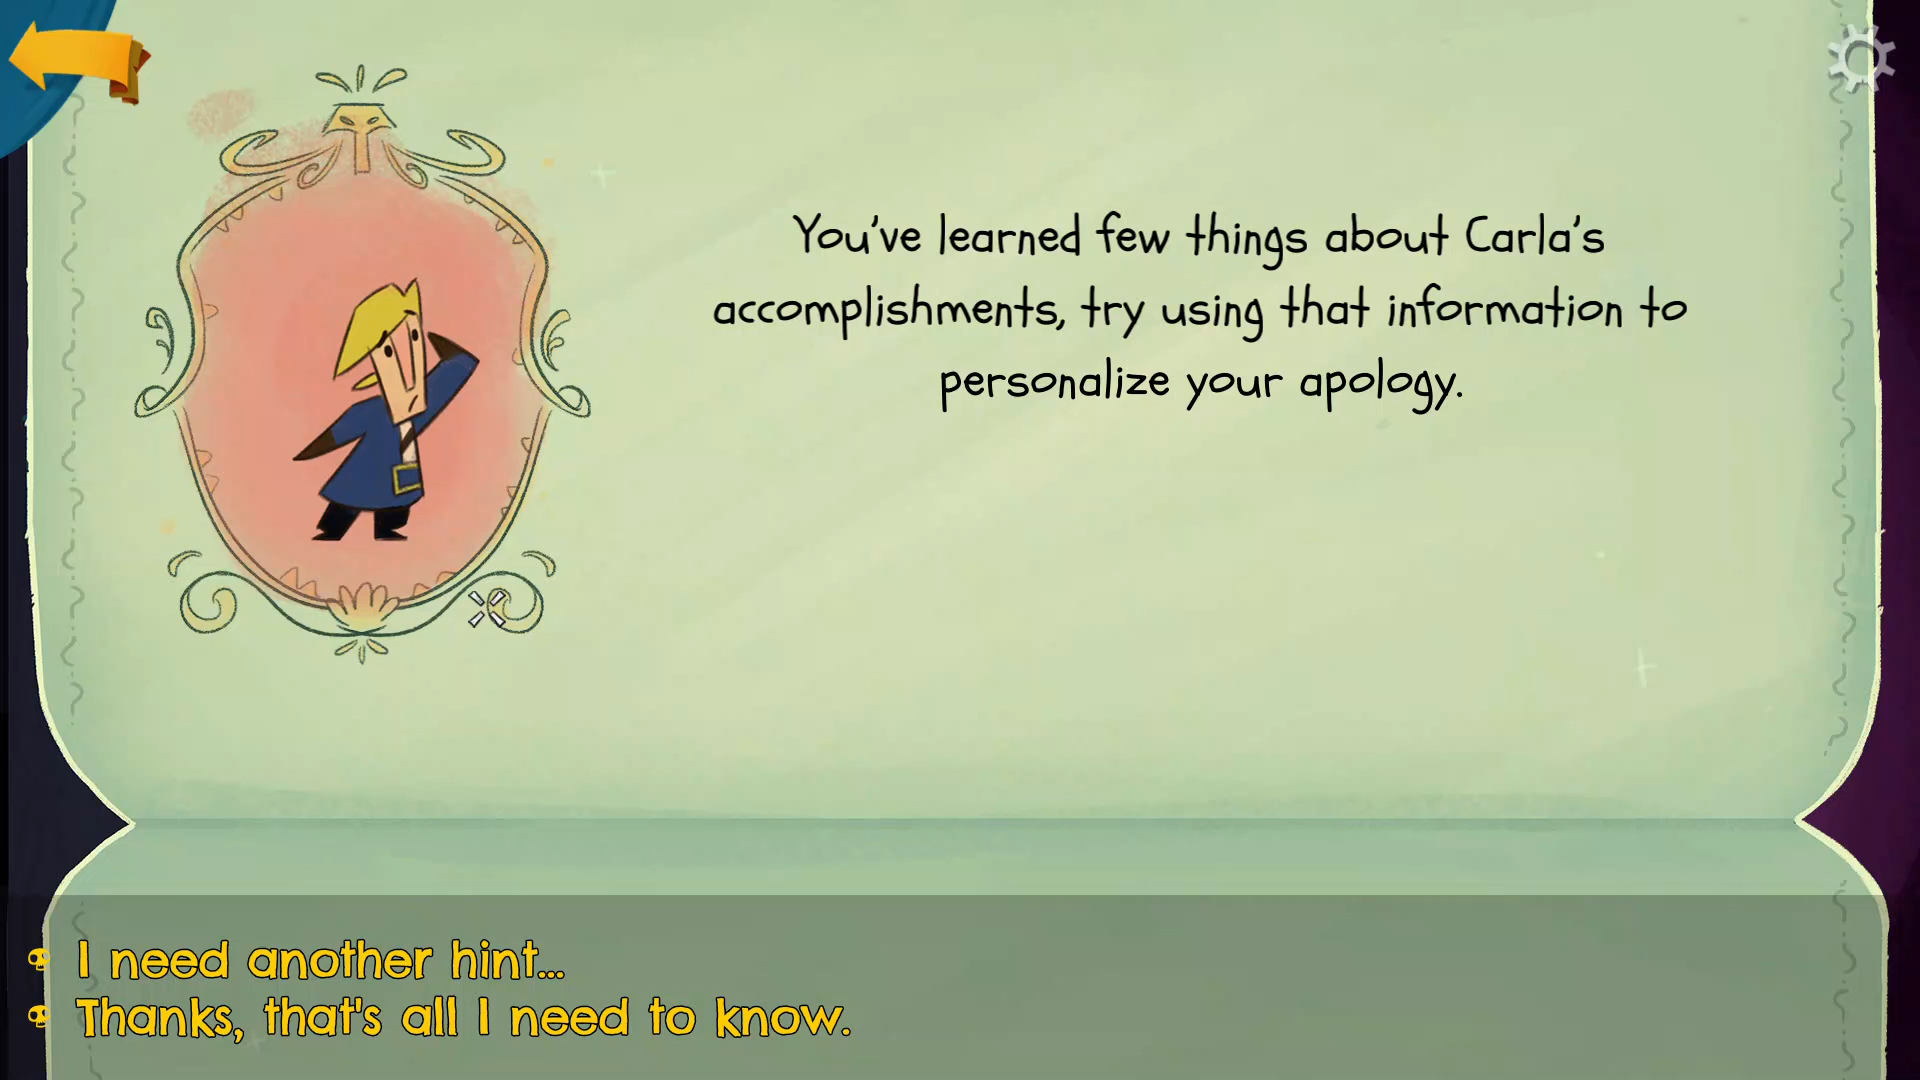 You've learned few things about Carla's
accomplishments, try using that information to
personalize your apology.
I need another hint...
Thanks, that's all I need to know.